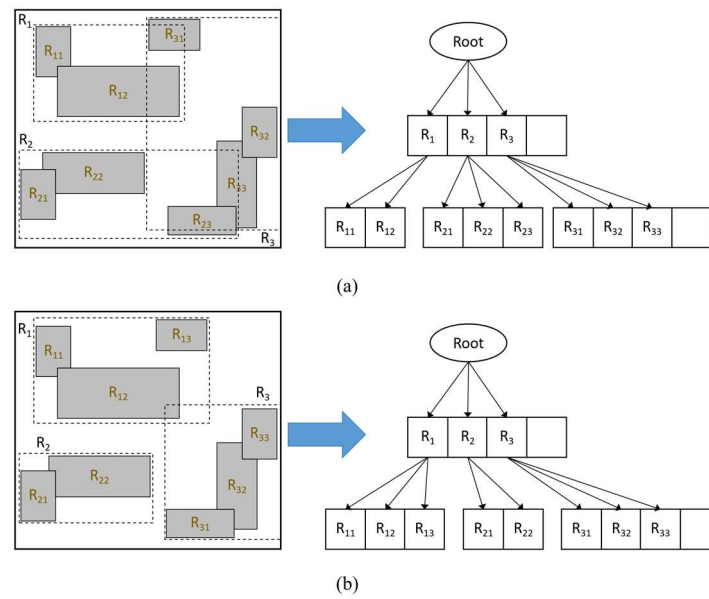 R1
R31
R11
R12
R32
R2
R22
R33
R21
R23
R3
Root
R1 R2 R3
R11 R12 R21 R22 R23 R31 R32 R33
(a)
R1
R13
R11
R12
R3
R33
R2
R22
R32
R21
R31
Root
R1 R2 R3
R11 R12 R13 R21 R22 R31 R32 R33
(b)